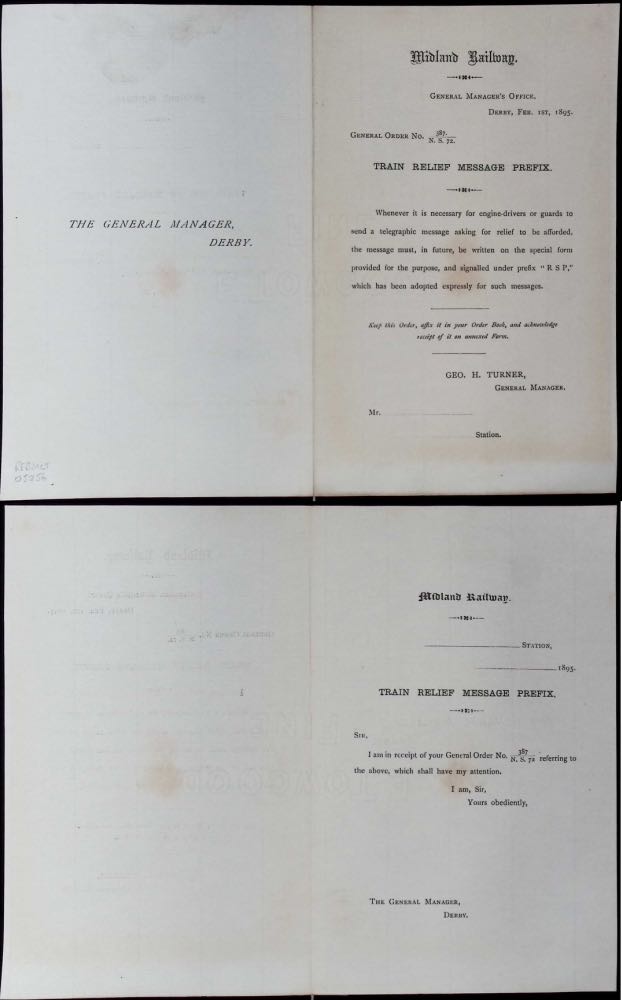 THE GENERAL MANAGER,
DERBY.
Midland Railway.
GENERAL MANAGER'S OFFICE,
DERBY, FEB. 1ST, 1895.
GENERAL ORDER NO. 387.
N. S. 72.
TRAIN RELIEF MESSAGE PREFIX.
Whenever it is necessary for engine-drivers or guards to
send a telegraphic message asking for relief to be afforded,
the message must, in future, be written on the special form
provided for the purpose, and signalled under prefix "R S P,"
which has been adopted expressly for such messages.
Keep this Order, affix it in your Order Book, and acknowledge
receipt of it on annexed Form.
GEO. H. TURNER,
GENERAL MANAGER.
Mr.
Station.
Midland Railway.
STATION,
1895.
TRAIN RELIEF MESSAGE PREFIX.
SIR,
I am in receipt of your General Order No. 387 / N. S. 72 referring to
the above, which shall have my attention.
I am, Sir,
Yours obediently,
THE GENERAL MANAGER,
DERBY.